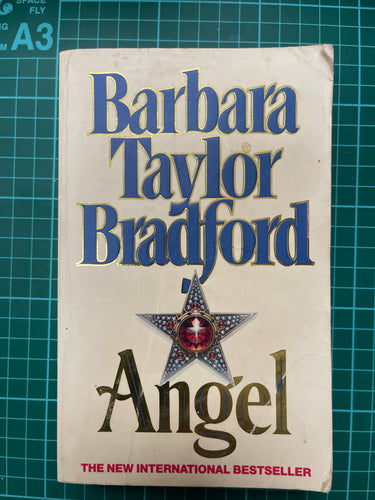 SPACE
FLY
A3
Barbara
Taylor
Bradford
Angel
THE NEW INTERNATIONAL BESTSELLER